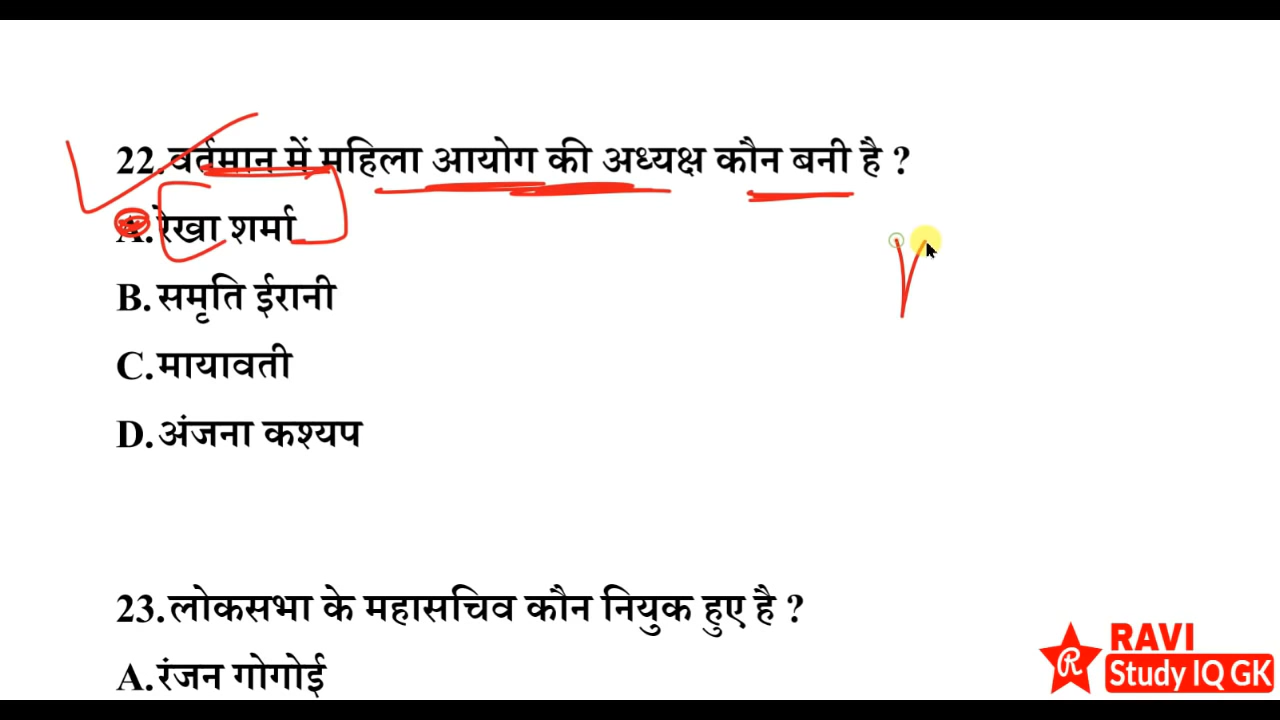 22.वर्तमान में महिला आयोग की अध्यक्ष कौन बनी है ?
A.रेखा शर्मा
B.समृति ईरानी
C.मायावती
D.अंजना कश्यप
23.लोकसभा के महासचिव कौन नियुक हुए है ?
A.रंजन गोगोई
R
RAVI
Study IQ GK